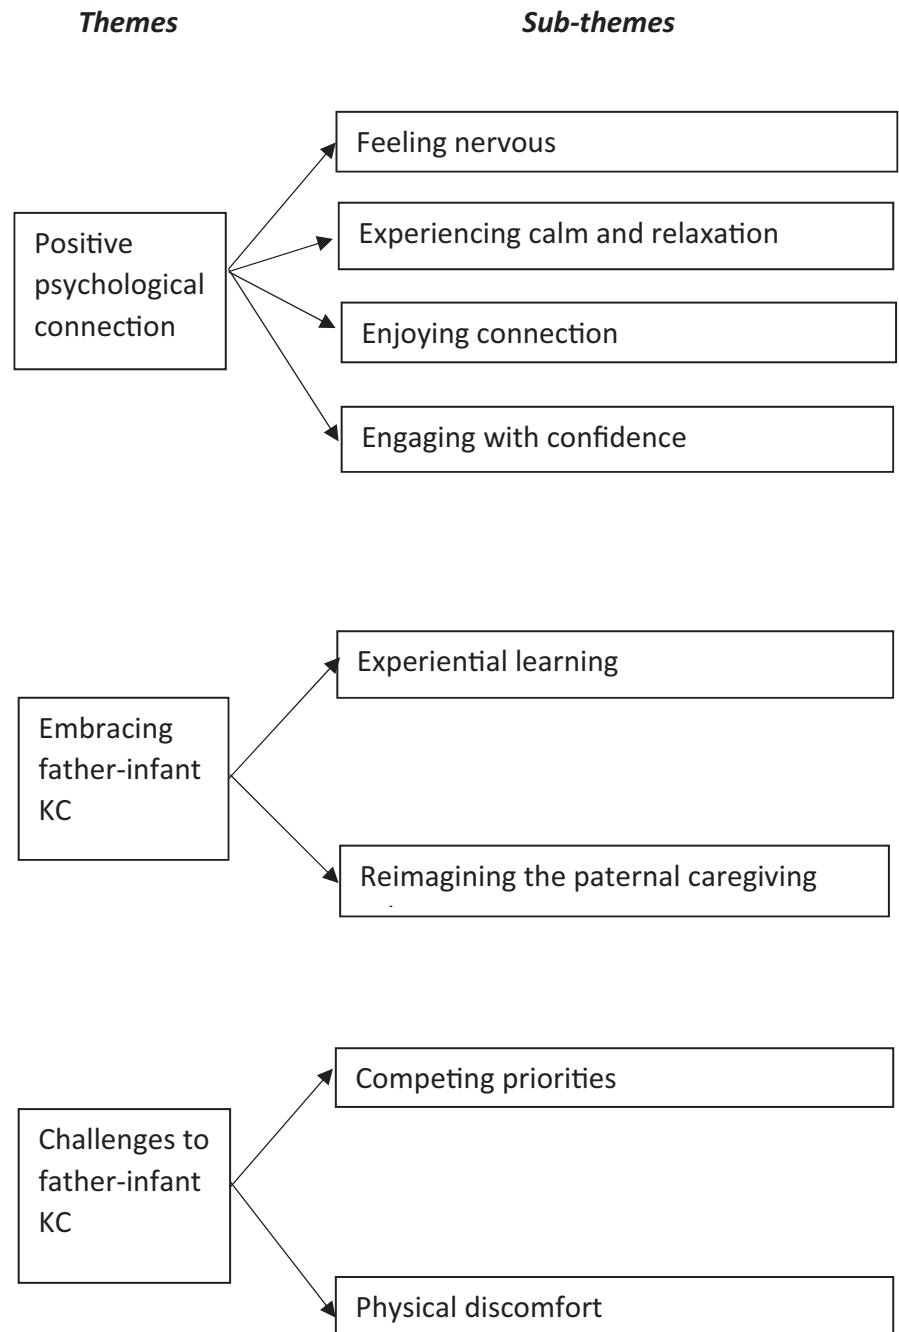 Themes
Sub-themes
Positive
psychological
connection
Feeling nervous
Experiencing calm and relaxation
Enjoying connection
Engaging with confidence
Embracing
father-infant
KC
Experiential learning
Reimagining the paternal caregiving
Challenges to
father-infant
KC
Competing priorities
Physical discomfort